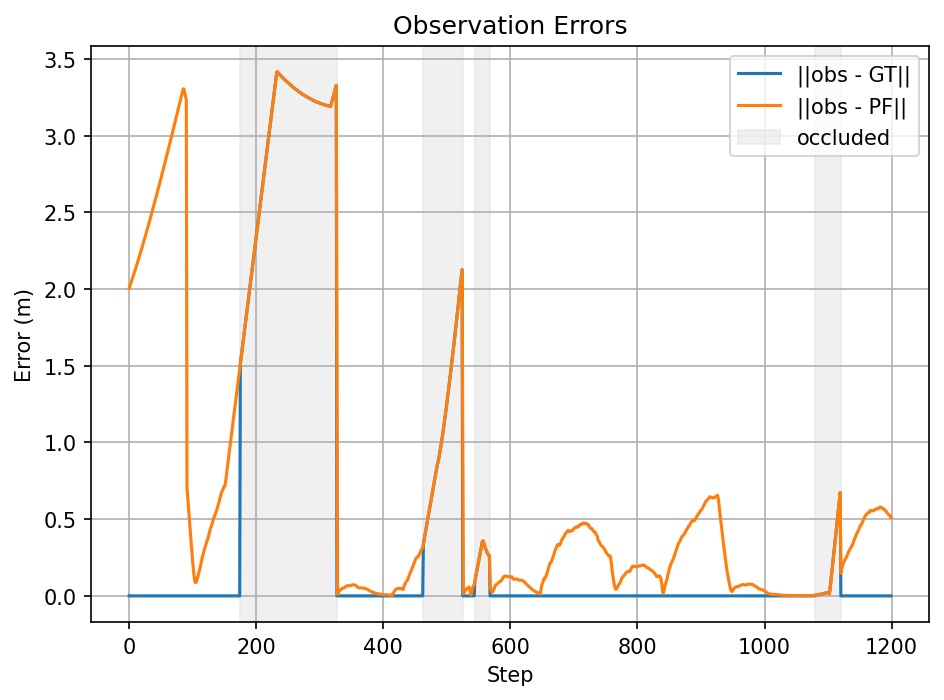 Observation Errors
||obs - GT||
||obs - PF||
occluded
Error (m)
3.5
3.0
2.5
2.0
1.5
1.0
0.5
0.0
0 200 400 600 800 1000 1200
Step